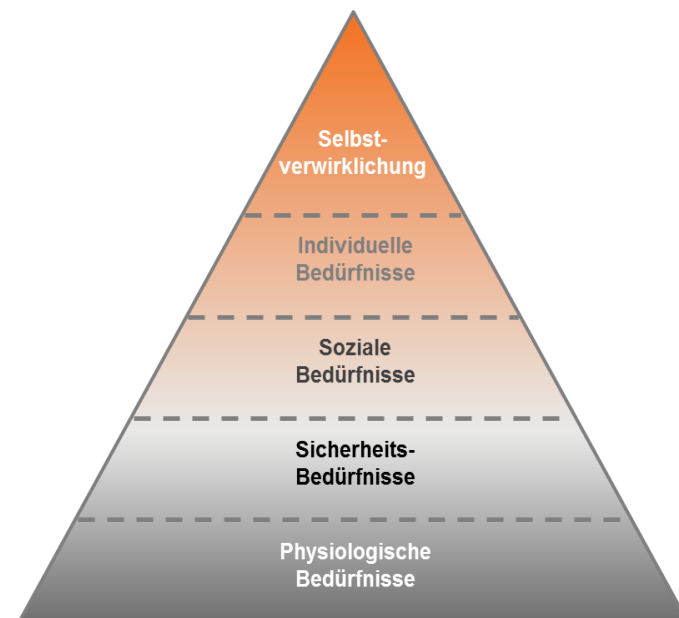 Selbst-
verwirklichung
Individuelle
Bedürfnisse
Soziale
Bedürfnisse
Sicherheits-
Bedürfnisse
Physiologische
Bedürfnisse